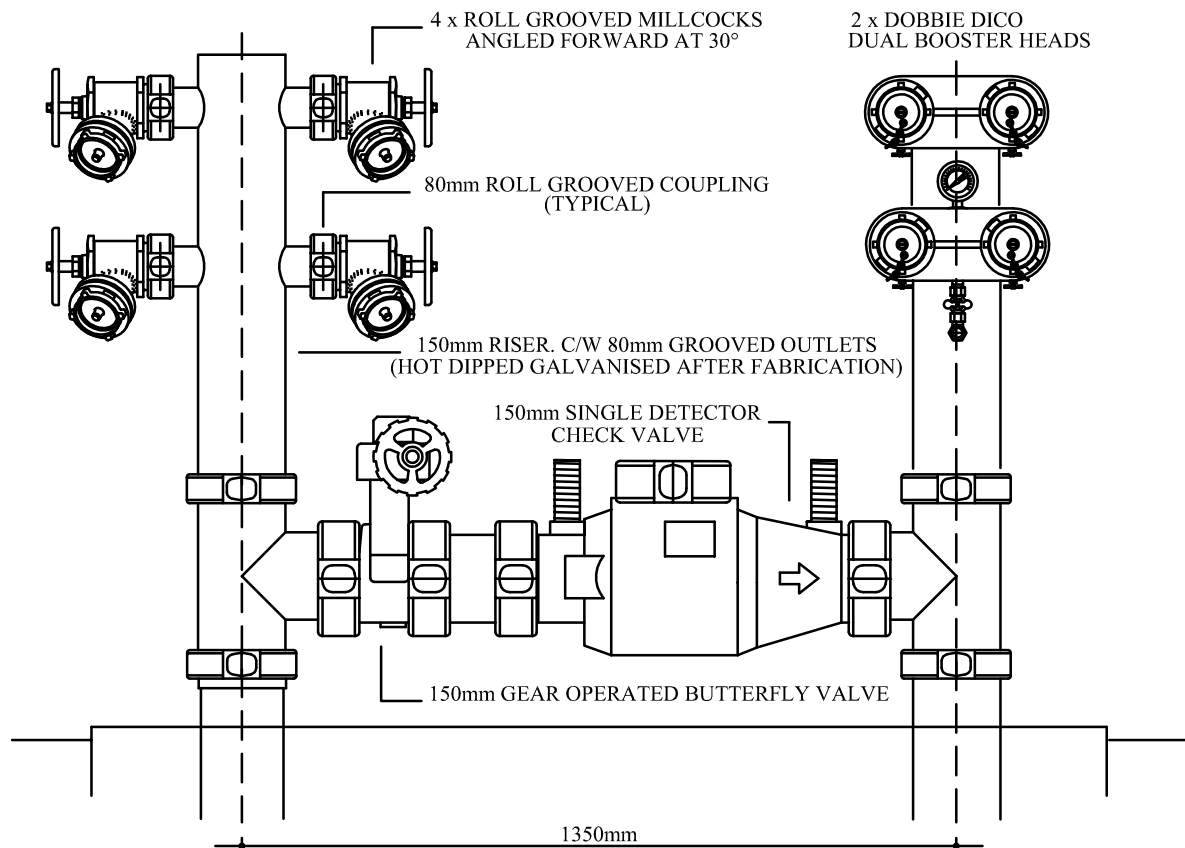 4 x ROLL GROOVED MILLCOCKS
ANGLED FORWARD AT 30°
2 x DOBBIE DICO
DUAL BOOSTER HEADS
80mm ROLL GROOVED COUPLING
(TYPICAL)
150mm RISER. C/W 80mm GROOVED OUTLETS
(HOT DIPPED GALVANISED AFTER FABRICATION)
150mm SINGLE DETECTOR
CHECK VALVE
150mm GEAR OPERATED BUTTERFLY VALVE
1350mm